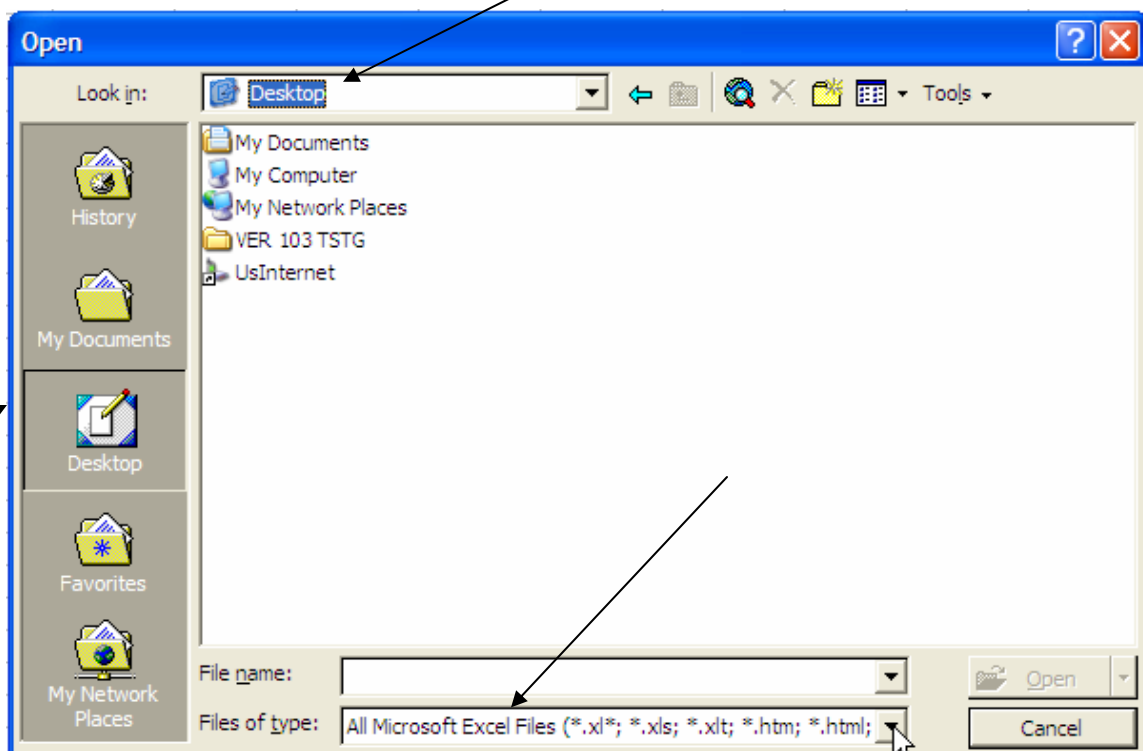 Open
Look in: Desktop Tools
My Documents
My Computer
My Network Places
VER 103 TSTG
UsInternet
History
My Documents
Desktop
Favorites
My Network
Places
File name: Open
Files of type: All Microsoft Excel Files (*.xl*; *.xls; *.xlt; *.htm; *.html; Cancel